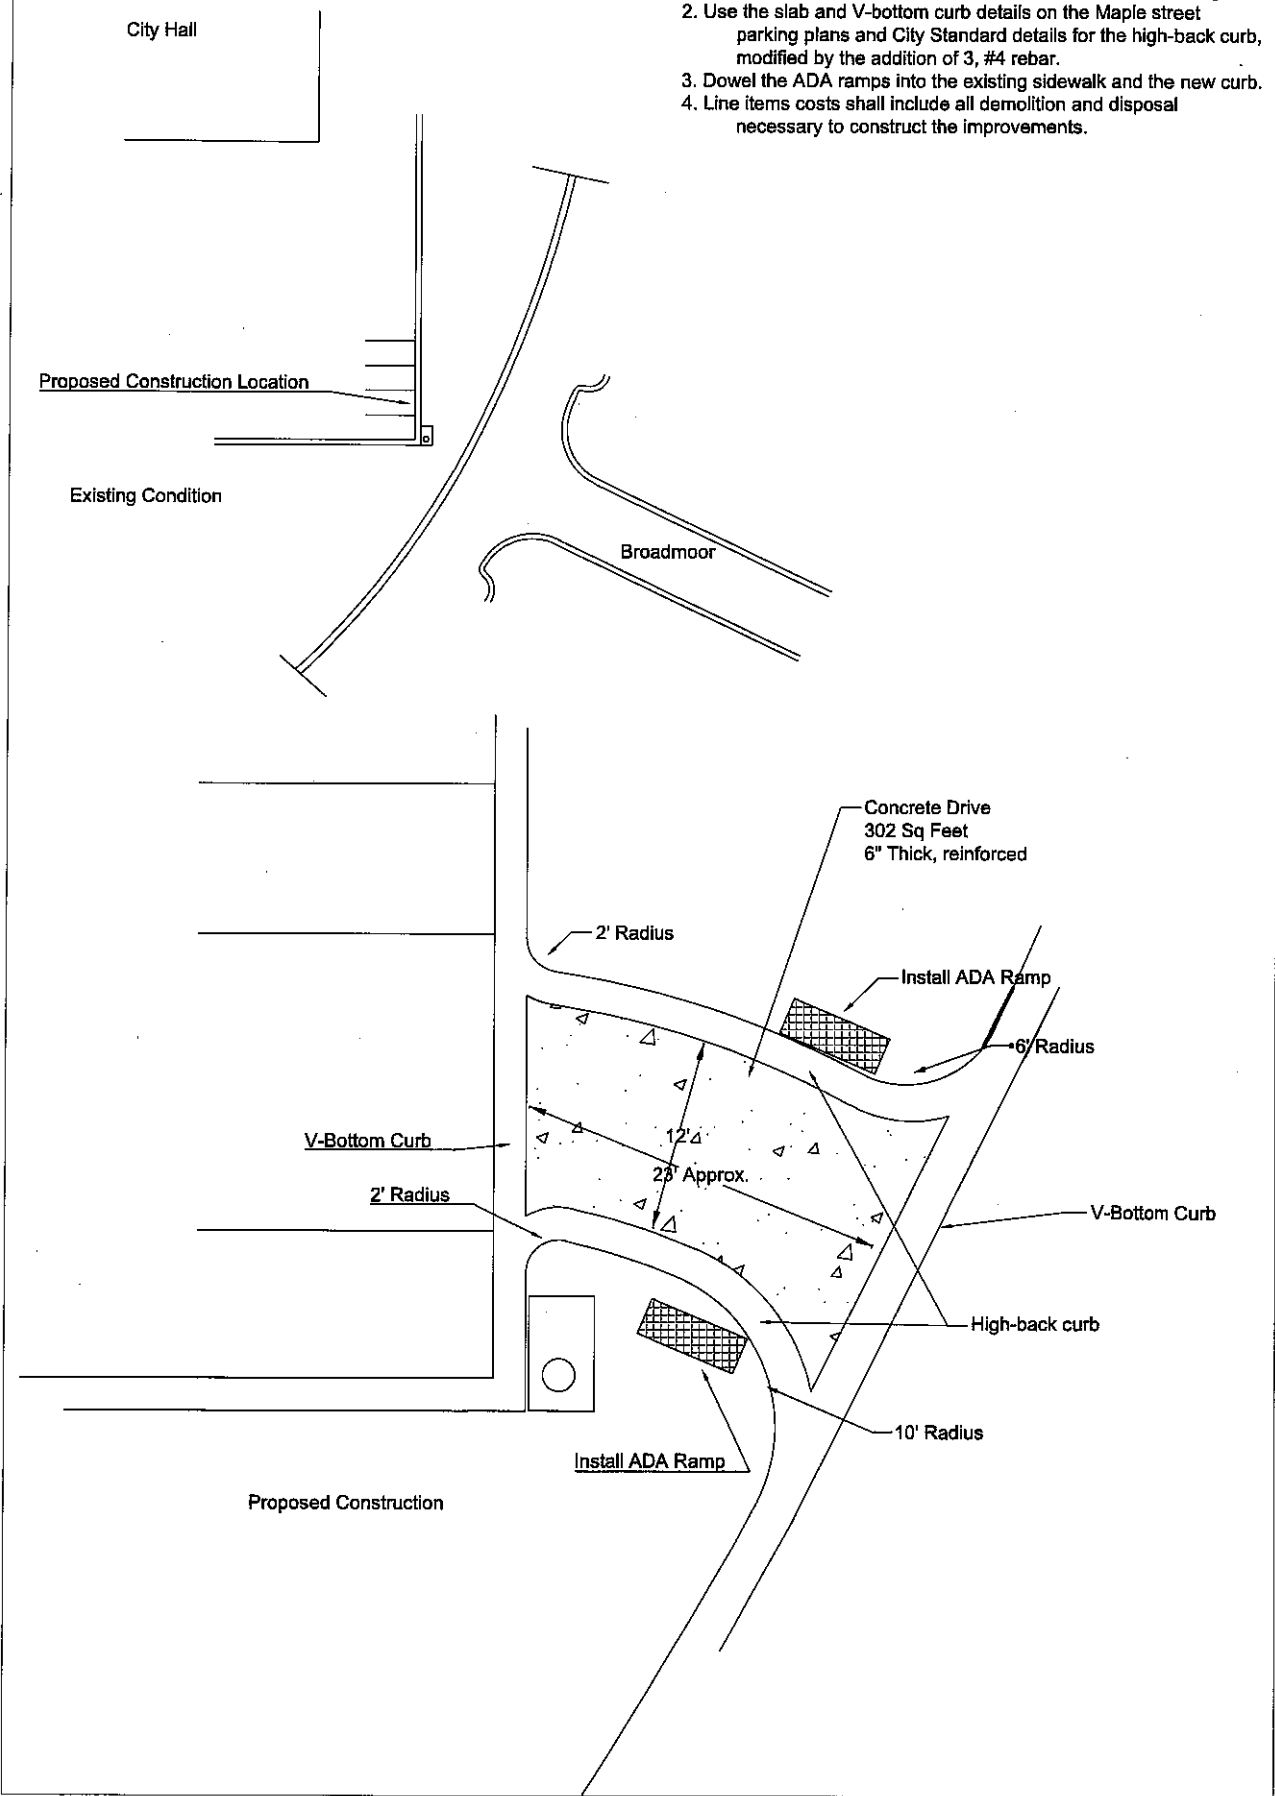 City Hall
2. Use the slab and V-bottom curb details on the Maple street
parking plans and City Standard details for the high-back curb,
modified by the addition of 3, #4 rebar.
3. Dowel the ADA ramps into the existing sidewalk and the new curb.
4. Line items costs shall include all demolition and disposal
necessary to construct the improvements.
Proposed Construction Location
Existing Condition
Broadmoor
Concrete Drive
302 Sq Feet
6" Thick, reinforced
2' Radius
Install ADA Ramp
6' Radius
12'
V-Bottom Curb
23' Approx.
2' Radius
V-Bottom Curb
High-back curb
10' Radius
Install ADA Ramp
Proposed Construction